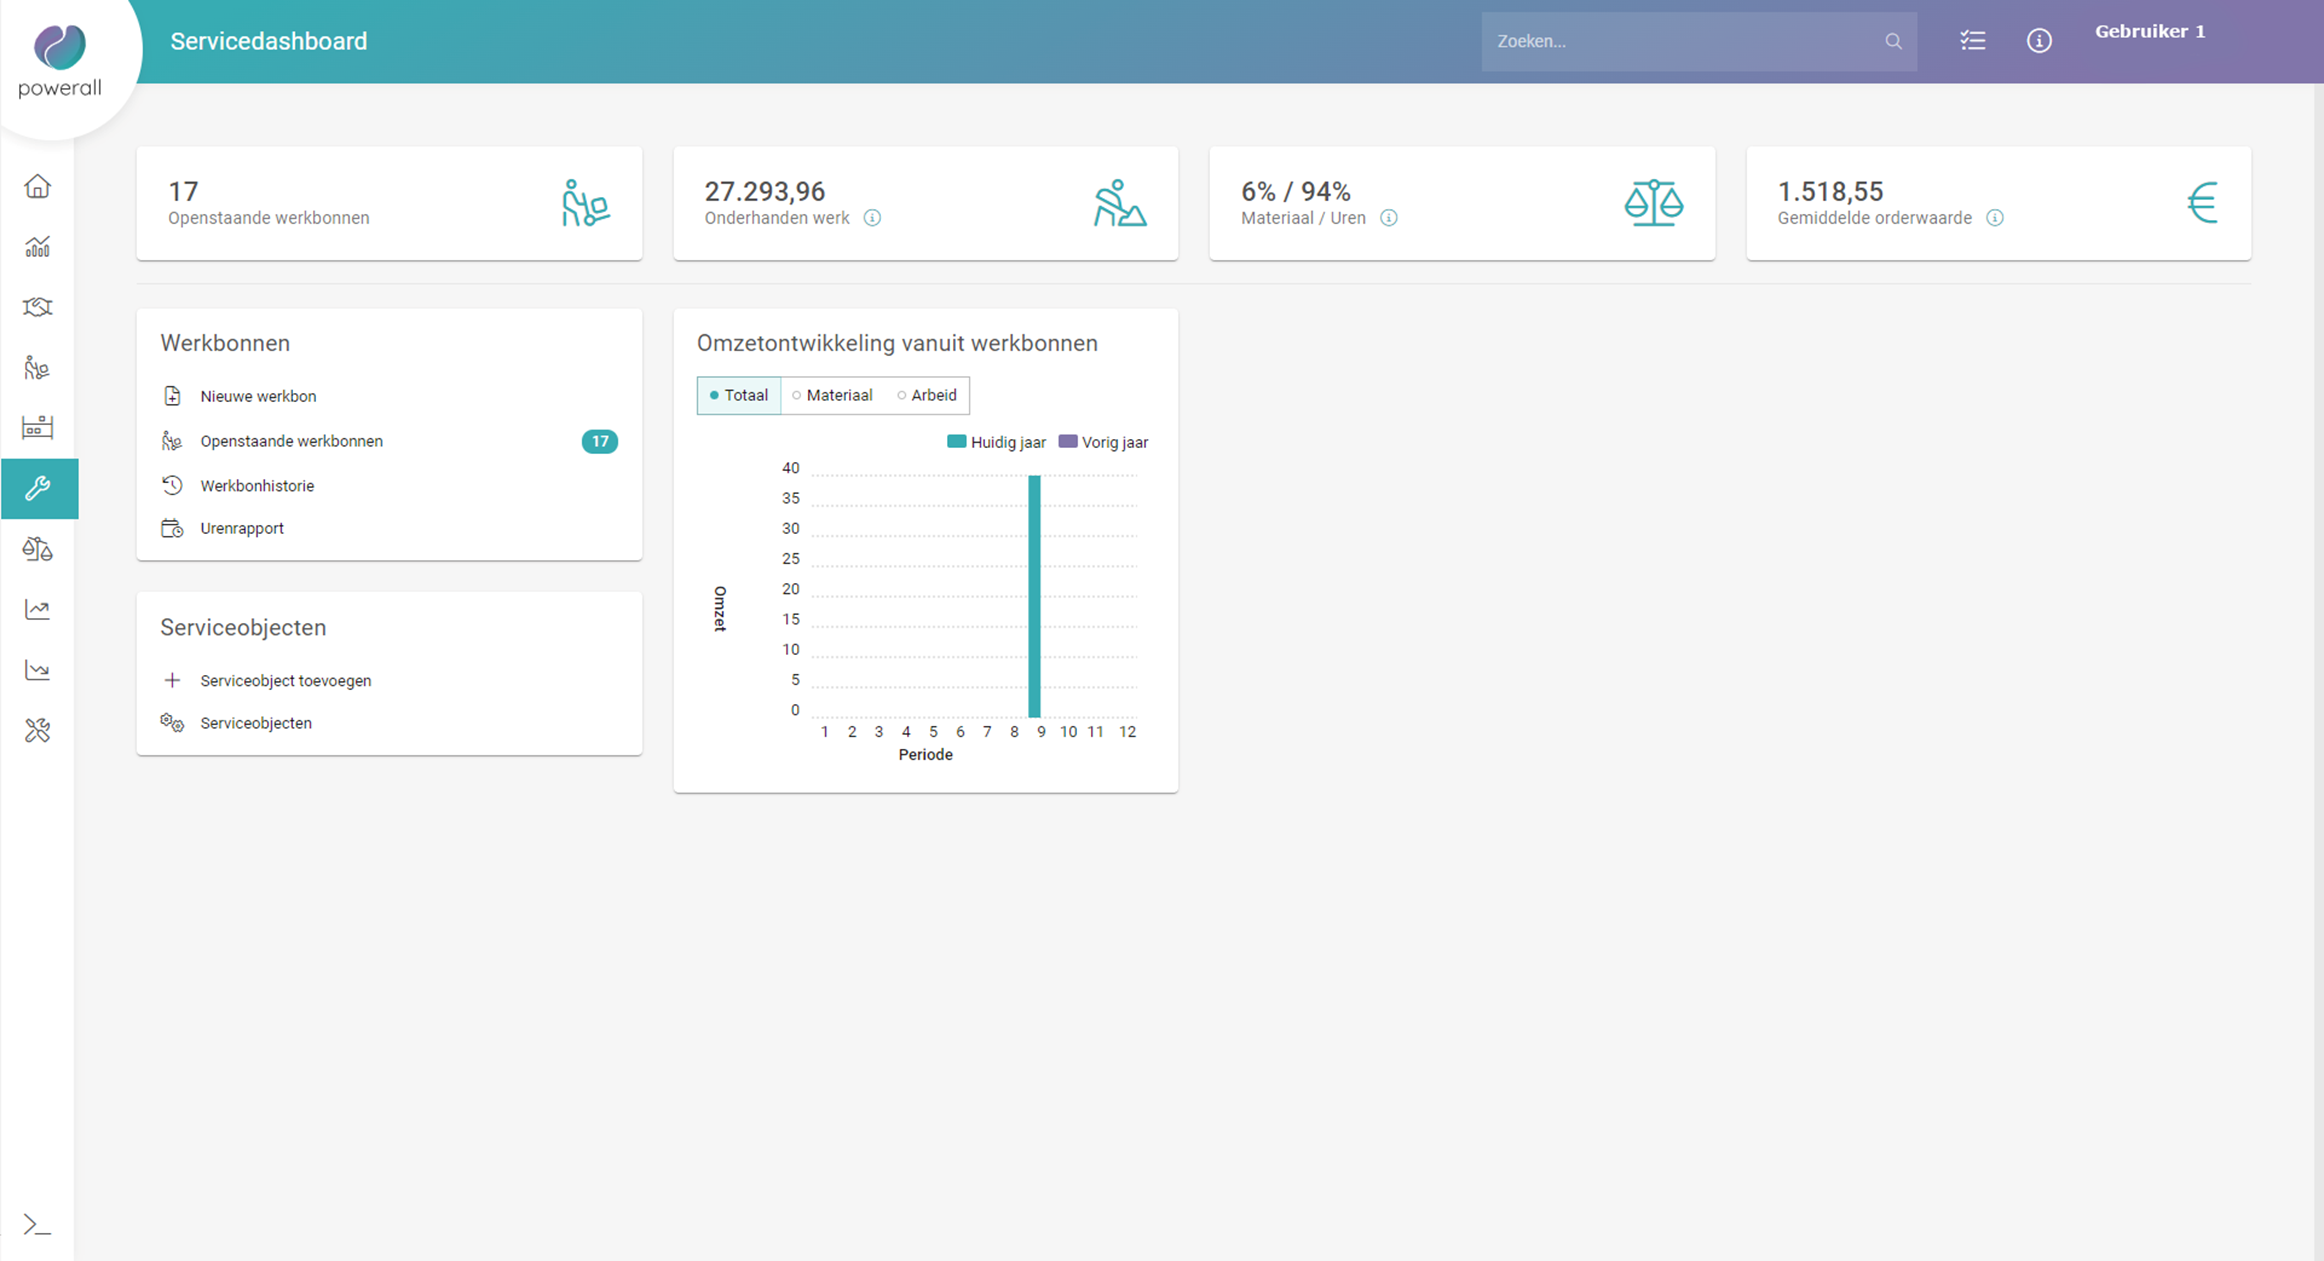 powerall
Servicedashboard
Zoeken...
Gebruiker 1
17
Openstaande werkbonnen
27.293,96
Onderhanden werk
6% / 94%
Materiaal / Uren
1.518,55
Gemiddelde orderwaarde
Werkbonnen
Nieuwe werkbon
Openstaande werkbonnen 17
Werkbonhistorie
Urenrapport
Serviceobjecten
Serviceobject toevoegen
Serviceobjecten
Omzetontwikkeling vanuit werkbonnen
Totaal Materiaal Arbeid
Huidig jaar Vorig jaar
40
35
30
25
20
15
10
5
0
Omzet
1 2 3 4 5 6 7 8 9 10 11 12
Periode